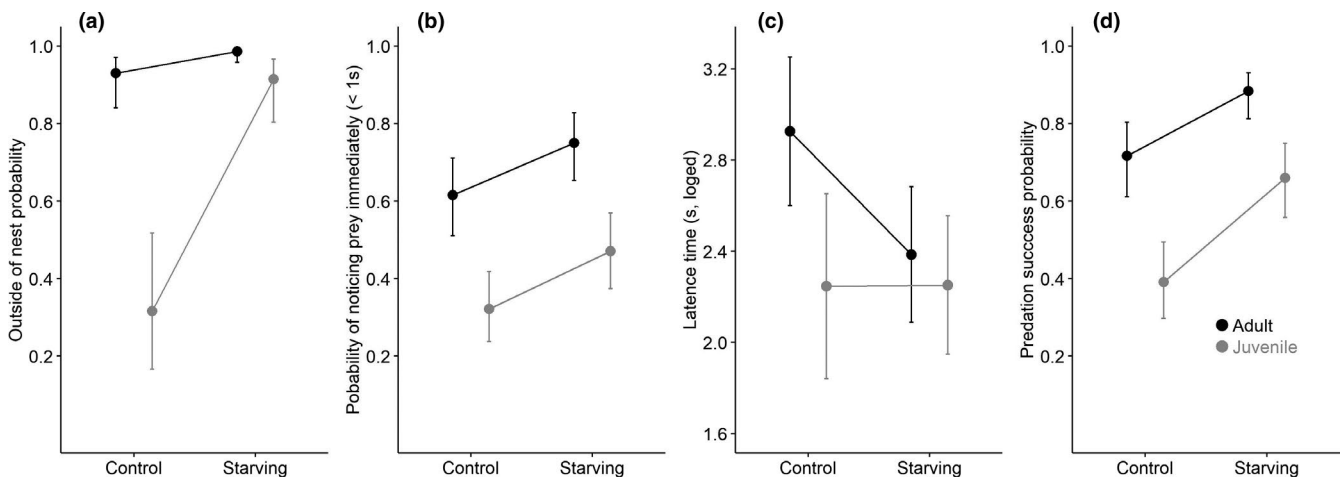 (a)
Outside of nest probability
1.0
0.8
0.6
0.4
0.2
Control Starving
(b)
Pobability of noticing prey immediately (< 1s)
1.0
0.8
0.6
0.4
0.2
Control Starving
(c)
Latence time (s, loged)
3.2
2.8
2.4
2.0
1.6
Control Starving
(d)
Predation succcess probability
1.0
0.8
0.6
0.4
0.2
Adult
Juvenile
Control Starving